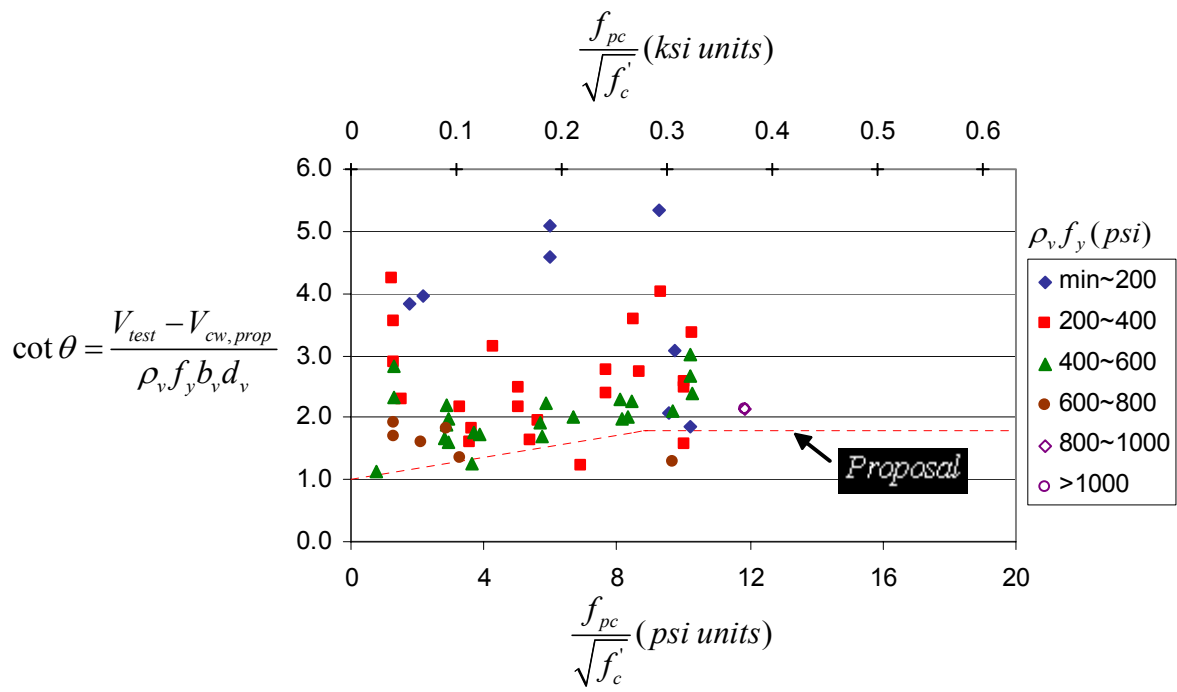 f_pc / √f'_c (ksi units)
0 0.1 0.2 0.3 0.4 0.5 0.6
cot θ = (V_test − V_cw,prop) / (ρ_v f_y b_v d_v)
6.0
5.0
4.0
3.0
2.0
1.0
0.0
Proposal
0 4 8 12 16 20
f_pc / √f'_c (psi units)
ρ_v f_y (psi)
min~200
200~400
400~600
600~800
800~1000
>1000